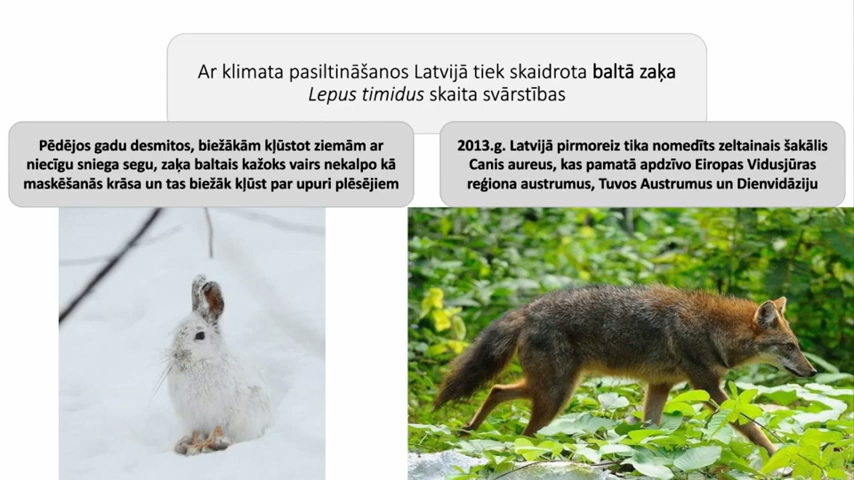 Ar klimata pasiltināšanos Latvijā tiek skaidrota baltā zaķa
Lepus timidus skaita svārstības
Pēdējos gadu desmitos, biežākām kļūstot ziemām ar
niecīgu sniega segu, zaķa baltais kažoks vairs nekalpo kā
maskēšanās krāsa un tas biežāk kļūst par upuri plēsējiem
2013.g. Latvijā pirmoreiz tika nomedīts zeltainais šakālis
Canis aureus, kas pamatā apdzīvo Eiropas Vidusjūras
reģiona austrumus, Tuvos Austrumus un Dienvidāziju